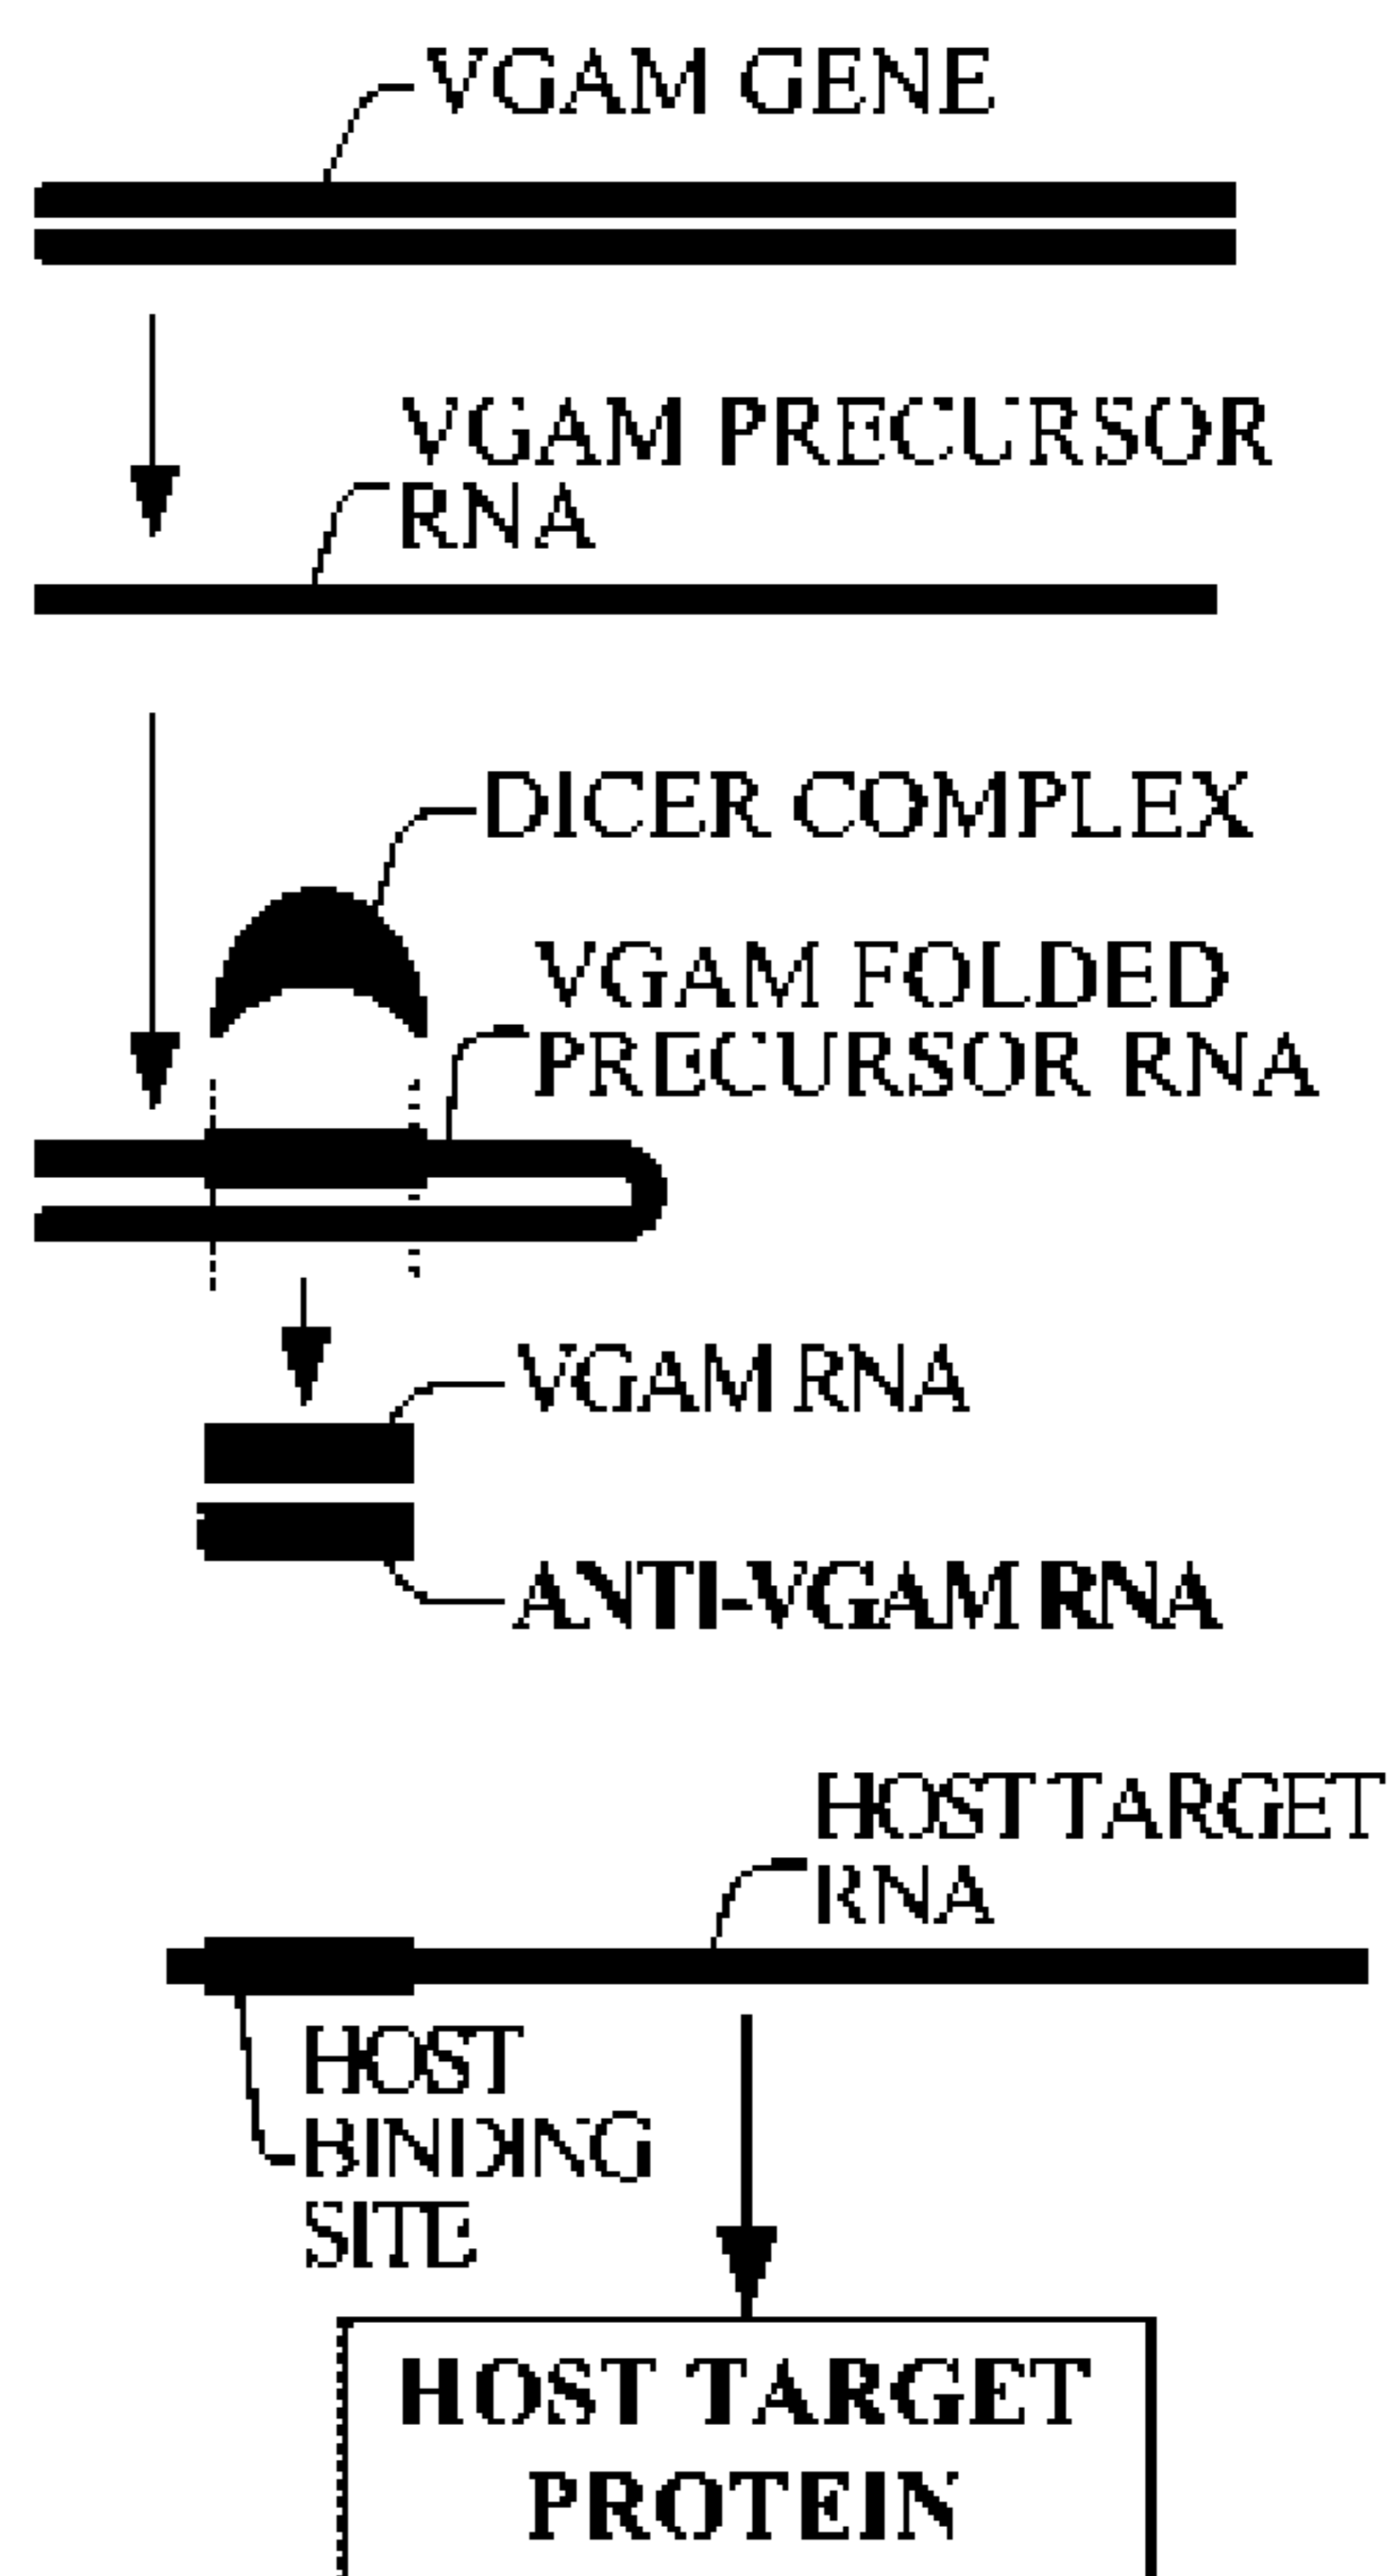 VGAM GENE
VGAM PRECURSOR
RNA
DICER COMPLEX
VGAM FOLDED
PRECURSOR RNA
VGAM RNA
ANTI-VGAM RNA
HOST TARGET
RNA
HOST
BINDING
SITE
HOST TARGET
PROTEIN